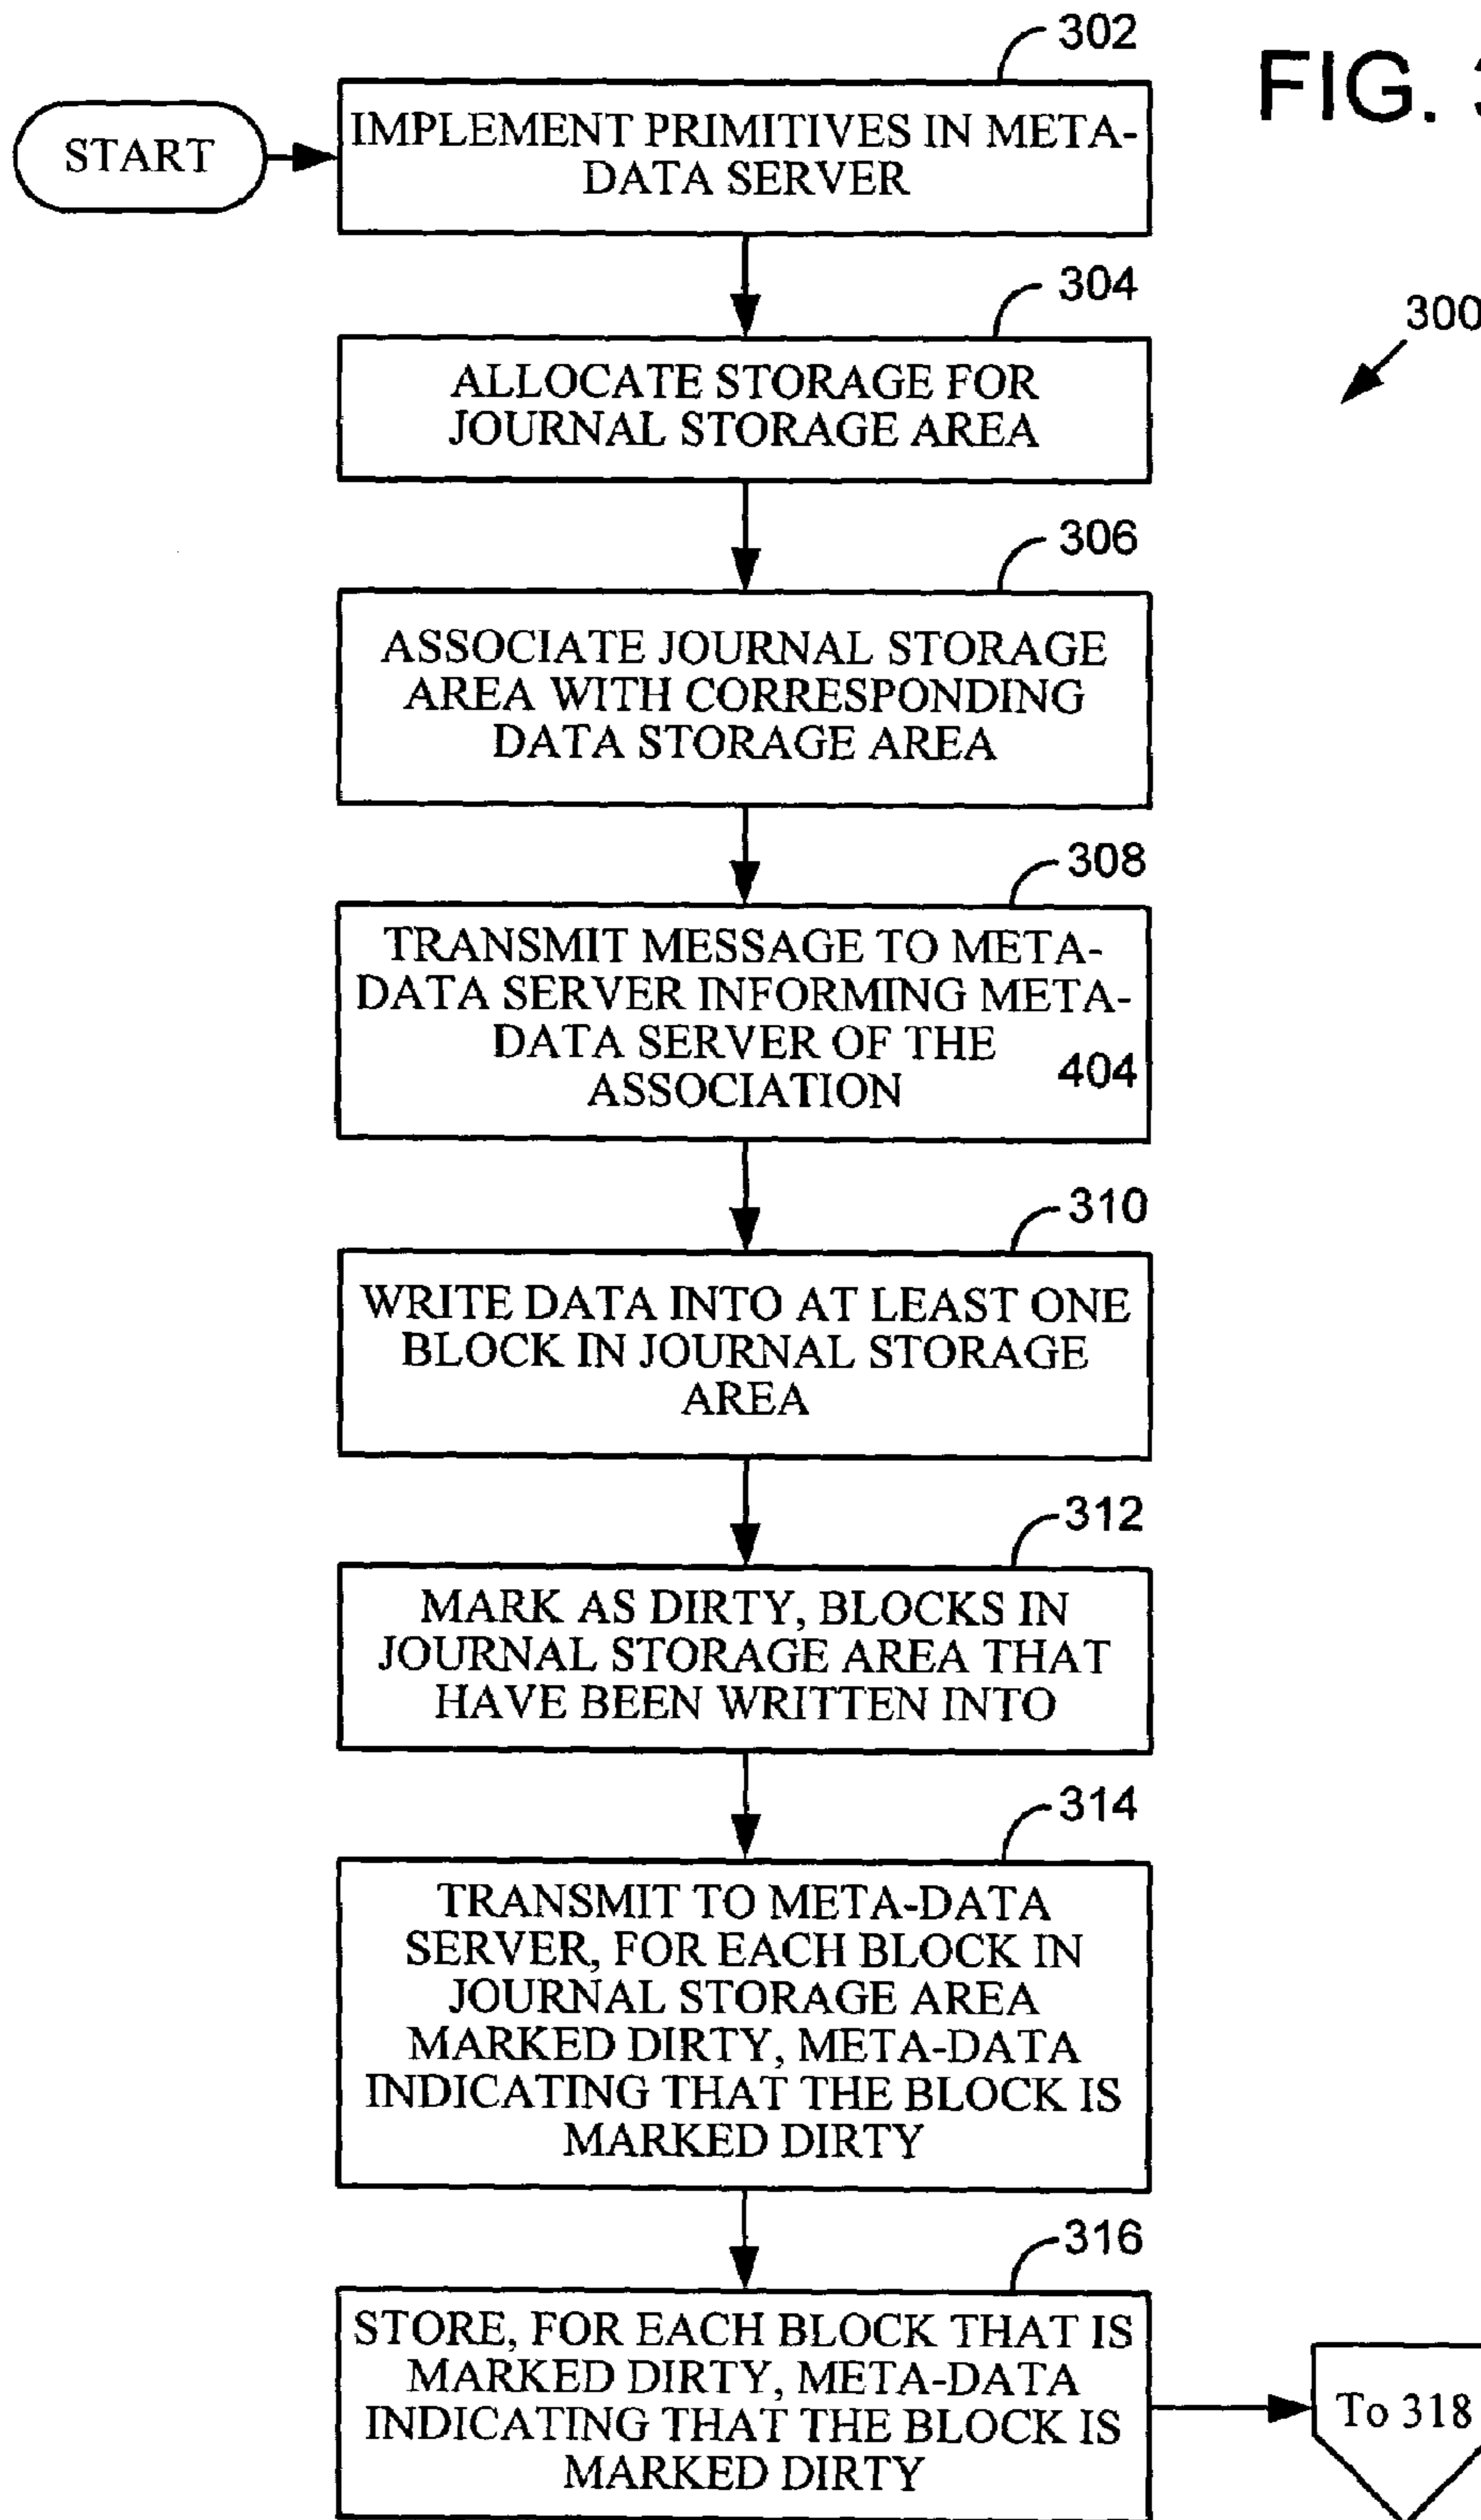 302
FIG. 3
START
IMPLEMENT PRIMITIVES IN META-
DATA SERVER
304
300
ALLOCATE STORAGE FOR
JOURNAL STORAGE AREA
306
ASSOCIATE JOURNAL STORAGE
AREA WITH CORRESPONDING
DATA STORAGE AREA
308
TRANSMIT MESSAGE TO META-
DATA SERVER INFORMING META-
DATA SERVER OF THE
404
ASSOCIATION
310
WRITE DATA INTO AT LEAST ONE
BLOCK IN JOURNAL STORAGE
AREA
312
MARK AS DIRTY, BLOCKS IN
JOURNAL STORAGE AREA THAT
HAVE BEEN WRITTEN INTO
314
TRANSMIT TO META-DATA
SERVER, FOR EACH BLOCK IN
JOURNAL STORAGE AREA
MARKED DIRTY, META-DATA
INDICATING THAT THE BLOCK IS
MARKED DIRTY
316
STORE, FOR EACH BLOCK THAT IS
MARKED DIRTY, META-DATA
INDICATING THAT THE BLOCK IS
MARKED DIRTY
To 318